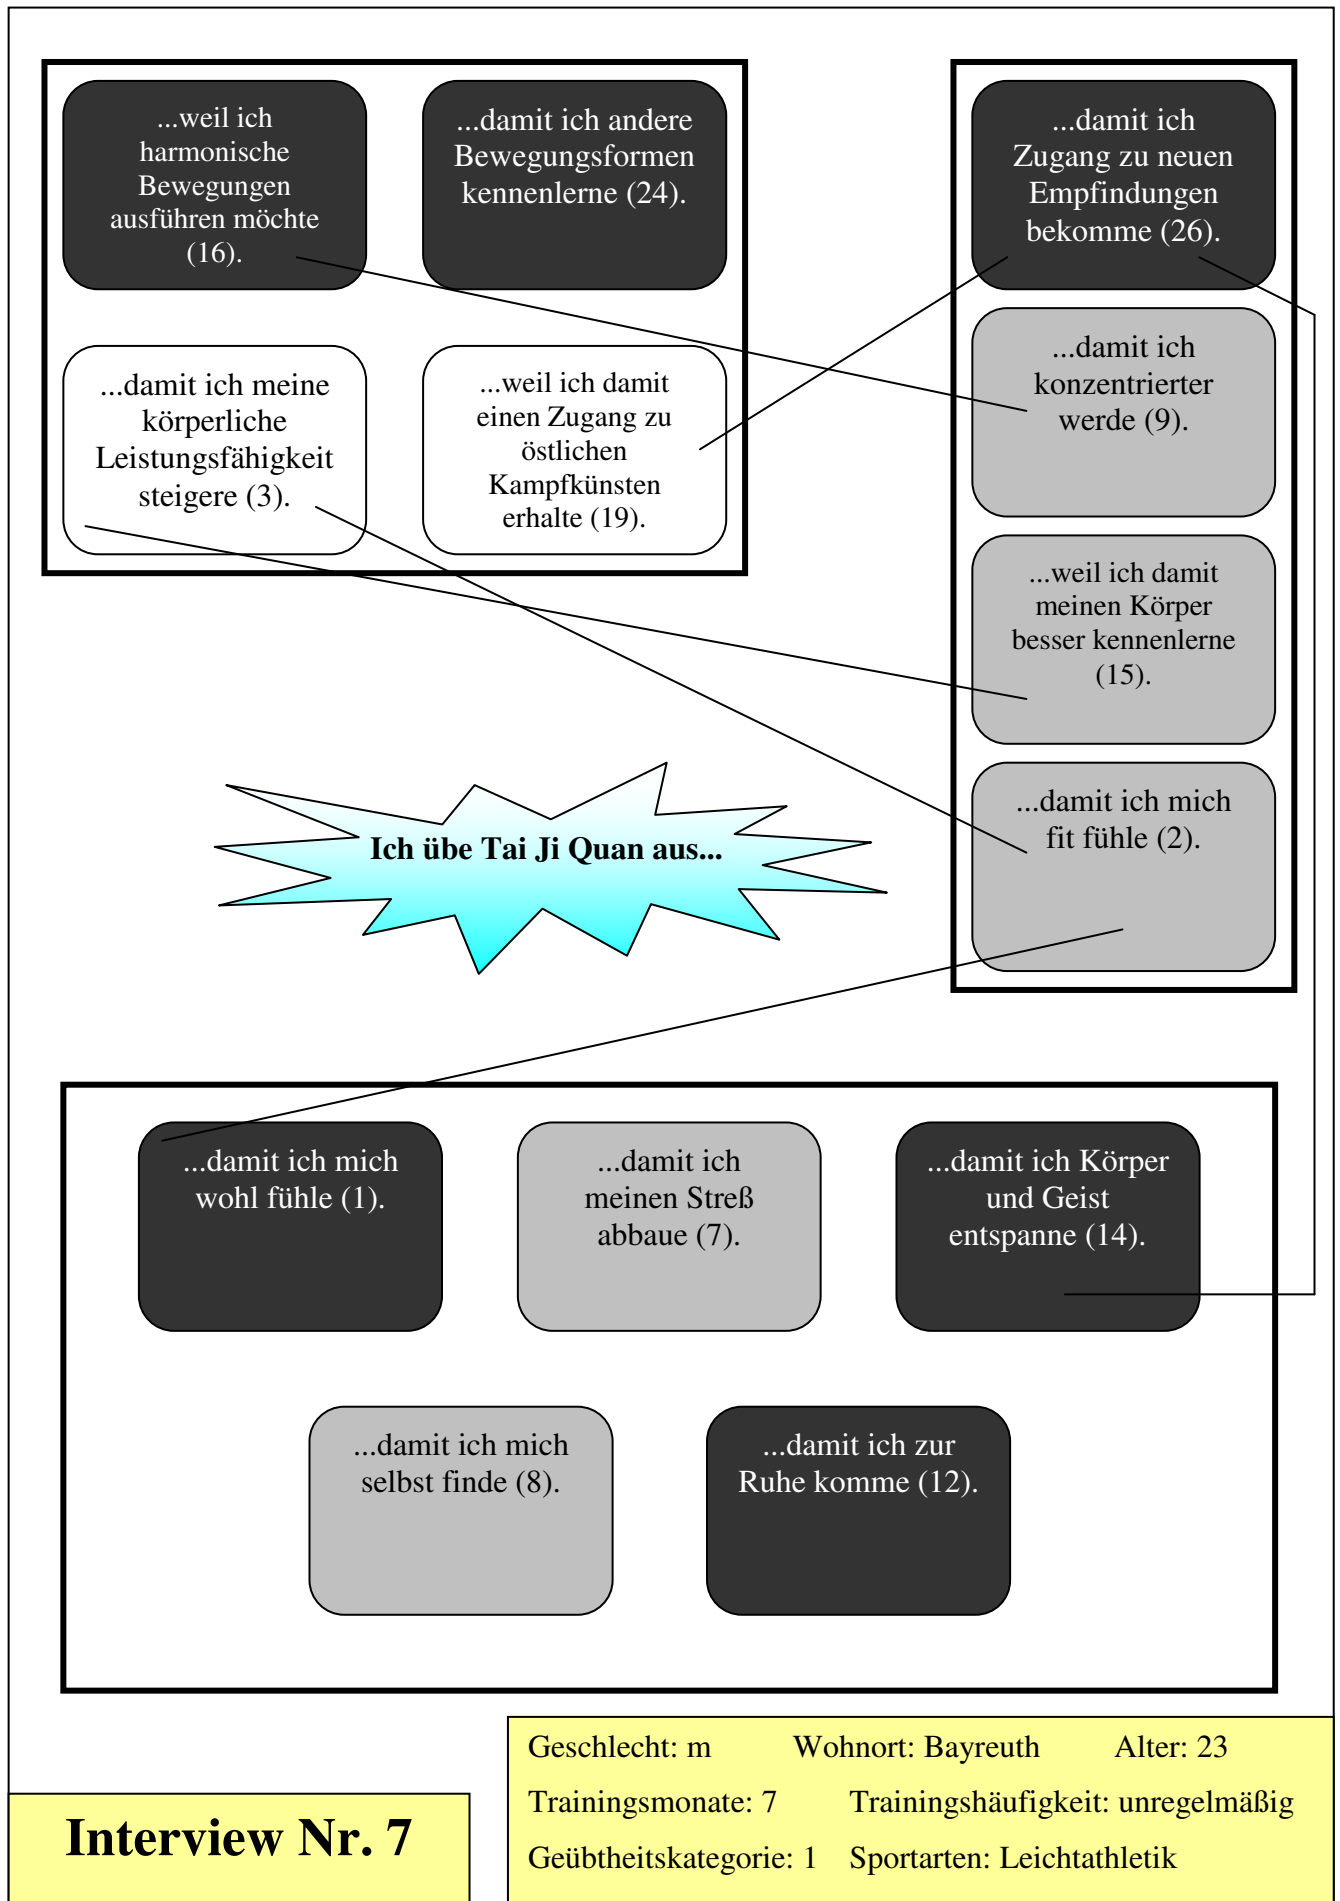 ...weil ich
harmonische
Bewegungen
ausführen möchte
(16).
...damit ich andere
Bewegungsformen
kennenlerne (24).
...damit ich meine
körperliche
Leistungsfähigkeit
steigere (3).
...weil ich damit
einen Zugang zu
östlichen
Kampfkünsten
erhalte (19).
...damit ich
Zugang zu neuen
Empfindungen
bekomme (26).
...damit ich
konzentrierter
werde (9).
...weil ich damit
meinen Körper
besser kennenlerne
(15).
...damit ich mich
fit fühle (2).
Ich übe Tai Ji Quan aus...
...damit ich mich
wohl fühle (1).
...damit ich
meinen Streß
abbaue (7).
...damit ich Körper
und Geist
entspanne (14).
...damit ich mich
selbst finde (8).
...damit ich zur
Ruhe komme (12).
Interview Nr. 7
Geschlecht: m Wohnort: Bayreuth Alter: 23
Trainingsmonate: 7 Trainingshäufigkeit: unregelmäßig
Geübtheitskategorie: 1 Sportarten: Leichtathletik